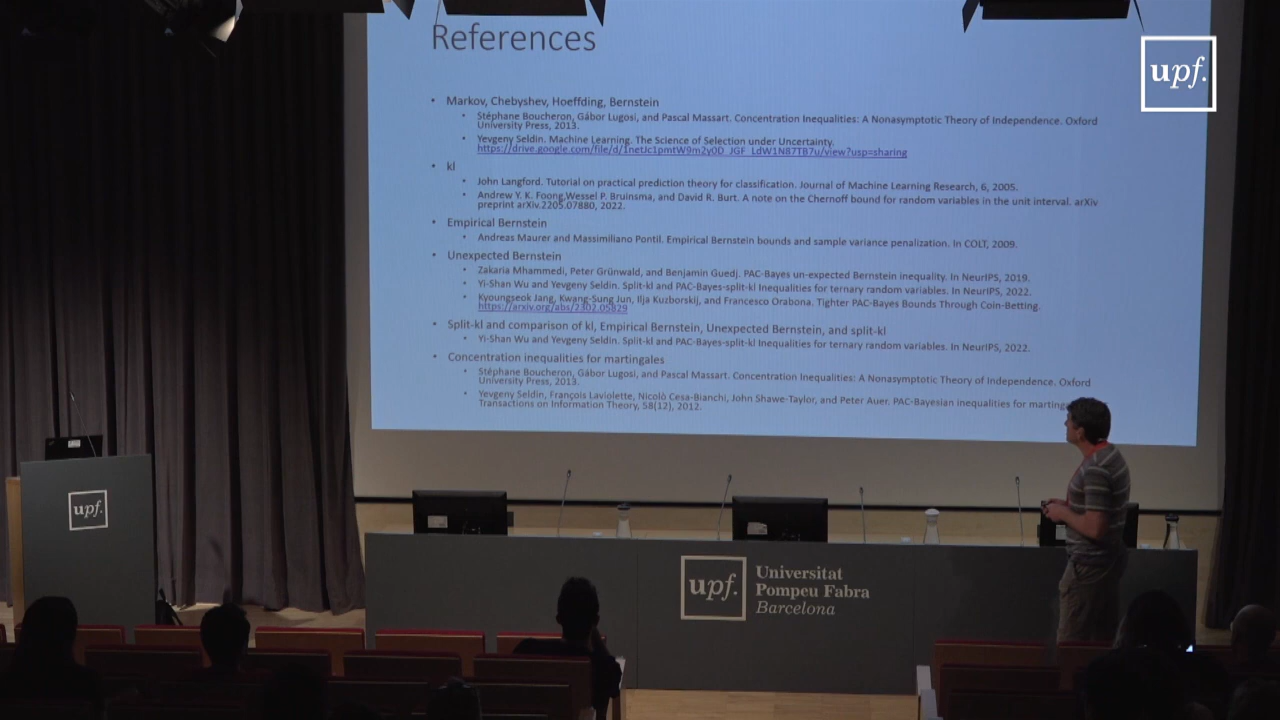 References
upf.
• Markov, Chebyshev, Hoeffding, Bernstein
• Stéphane Boucheron, Gábor Lugosi, and Pascal Massart. Concentration Inequalities: A Nonasymptotic Theory of Independence. Oxford
University Press, 2013.
• Yevgeny Seldin. Machine Learning. The Science of Selection under Uncertainty.
• kl
• John Langford. Tutorial on practical prediction theory for classification. Journal of Machine Learning Research, 6, 2005.
• Andrew Y. K. Foong,Wessel P. Bruinsma, and David R. Burt. A note on the Chernoff bound for random variables in the unit interval. arXiv
preprint arXiv.2205.07880, 2022.
• Empirical Bernstein
• Andreas Maurer and Massimiliano Pontil. Empirical Bernstein bounds and sample variance penalization. In COLT, 2009.
• Unexpected Bernstein
• Zakaria Mhammedi, Peter Grünwald, and Benjamin Guedj. PAC-Bayes un-expected Bernstein inequality. In NeurIPS, 2019.
• Yi-Shan Wu and Yevgeny Seldin. Split-kl and PAC-Bayes-split-kl Inequalities for ternary random variables. In NeurIPS, 2022.
• Kyoungseok Jang, Kwang-Sung Jun, Ilja Kuzborskij, and Francesco Orabona. Tighter PAC-Bayes Bounds Through Coin-Betting.
https://arxiv.org/abs/2302.05829
• Split-kl and comparison of kl, Empirical Bernstein, Unexpected Bernstein, and split-kl
• Yi-Shan Wu and Yevgeny Seldin. Split-kl and PAC-Bayes-split-kl Inequalities for ternary random variables. In NeurIPS, 2022.
• Concentration inequalities for martingales
• Stéphane Boucheron, Gábor Lugosi, and Pascal Massart. Concentration Inequalities: A Nonasymptotic Theory of Independence. Oxford
University Press, 2013.
• Yevgeny Seldin, François Laviolette, Nicolò Cesa-Bianchi, John Shawe-Taylor, and Peter Auer. PAC-Bayesian inequalities for
Transactions on Information Theory, 58(12), 2012.
upf.
upf.
Universitat
Pompeu Fabra
Barcelona